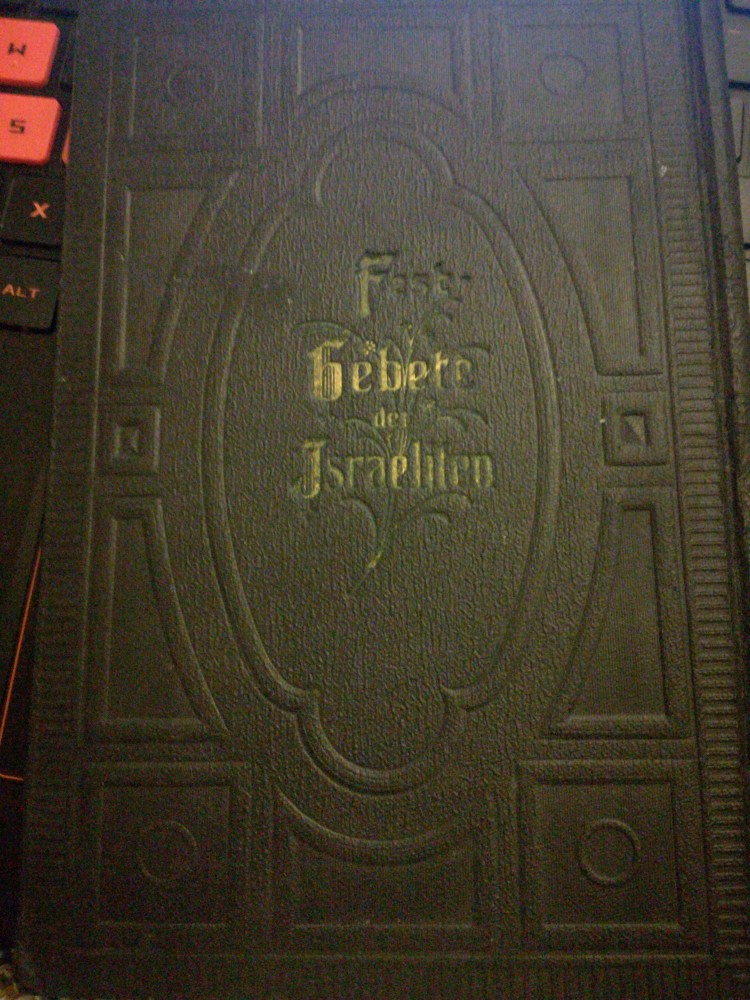 W
S
X
ALT
Fest-
Gebete
der
Israeliten